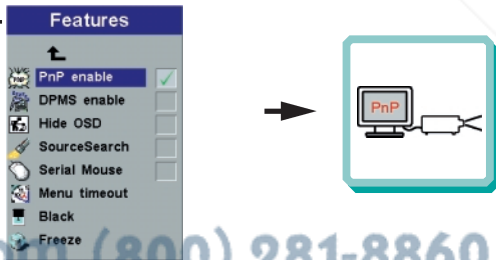 Features
PnP enable
PnP
DPMS enable
Hide OSD
SourceSearch
Serial Mouse
Menu timeout
Black
Freeze
(800) 281-8860